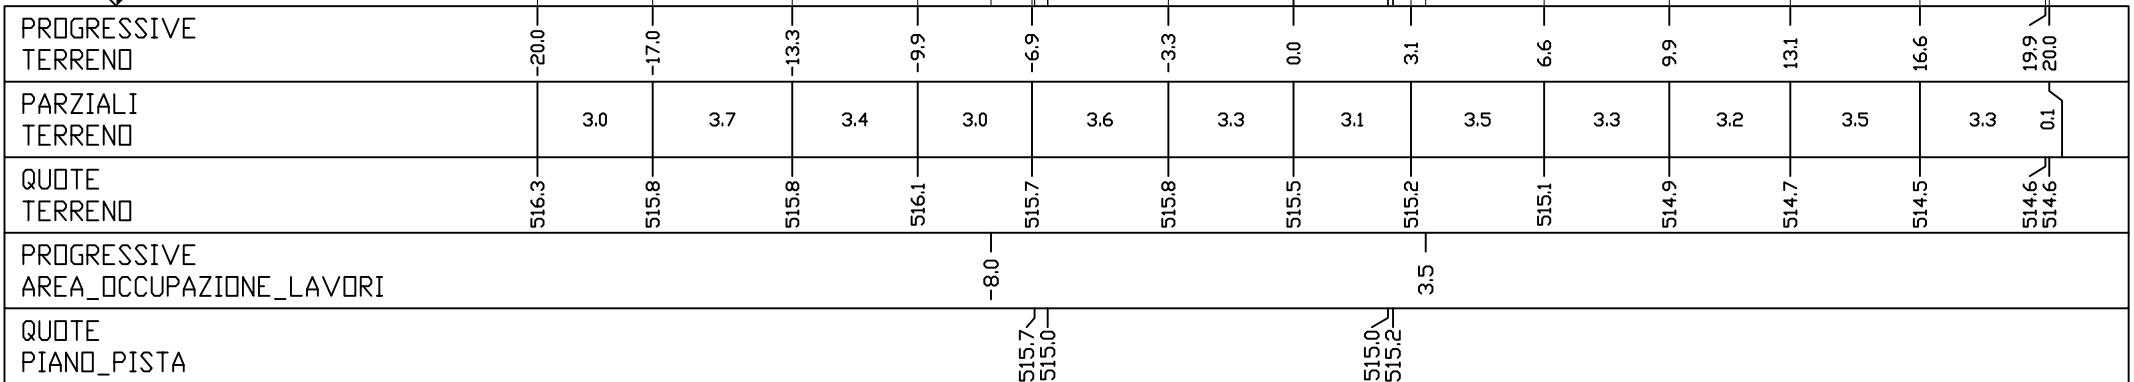 PROGRESSIVE
TERRENO
-20.0 -17.0 -13.3 -9.9 -6.9 -3.3 0.0 3.1 6.6 9.9 13.1 16.6 19.9 20.0
PARZIALI
TERRENO
3.0 3.7 3.4 3.0 3.6 3.3 3.1 3.5 3.3 3.2 3.5 3.3 0.1
QUOTE
TERRENO
516.3 515.8 515.8 516.1 515.7 515.8 515.5 515.2 515.1 514.9 514.7 514.5 514.6 514.6
PROGRESSIVE
AREA_OCCUPAZIONE_LAVORI
-8.0 3.5
QUOTE
PIANO_PISTA
515.7 515.0 515.0 515.2